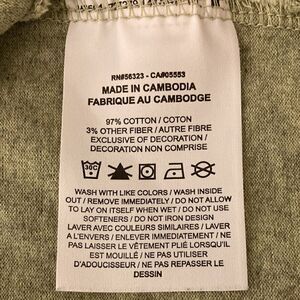 RN#56323 - CA#05553
MADE IN CAMBODIA
FABRIQUE AU CAMBODGE
97% COTTON / COTON
3% OTHER FIBER / AUTRE FIBRE
EXCLUSIVE OF DECORATION /
DECORATION NON COMPRISE
30C
WASH WITH LIKE COLORS / WASH INSIDE
OUT / REMOVE IMMEDIATELY / DO NOT ALLOW
TO LAY ON ITSELF WHEN WET / DO NOT USE
SOFTENERS / DO NOT IRON DESIGN
LAVER AVEC COULEURS SIMILAIRES / LAVER
A L'ENVERS / ENLEVER IMMEDIATEMENT / NE
PAS LAISSER LE VÊTEMENT PLIÉ LORSQU'IL
EST MOUILLÉ / NE PAS UTILISER
D'ADOUCISSEUR / NE PAS REPASSER LE
DESSIN